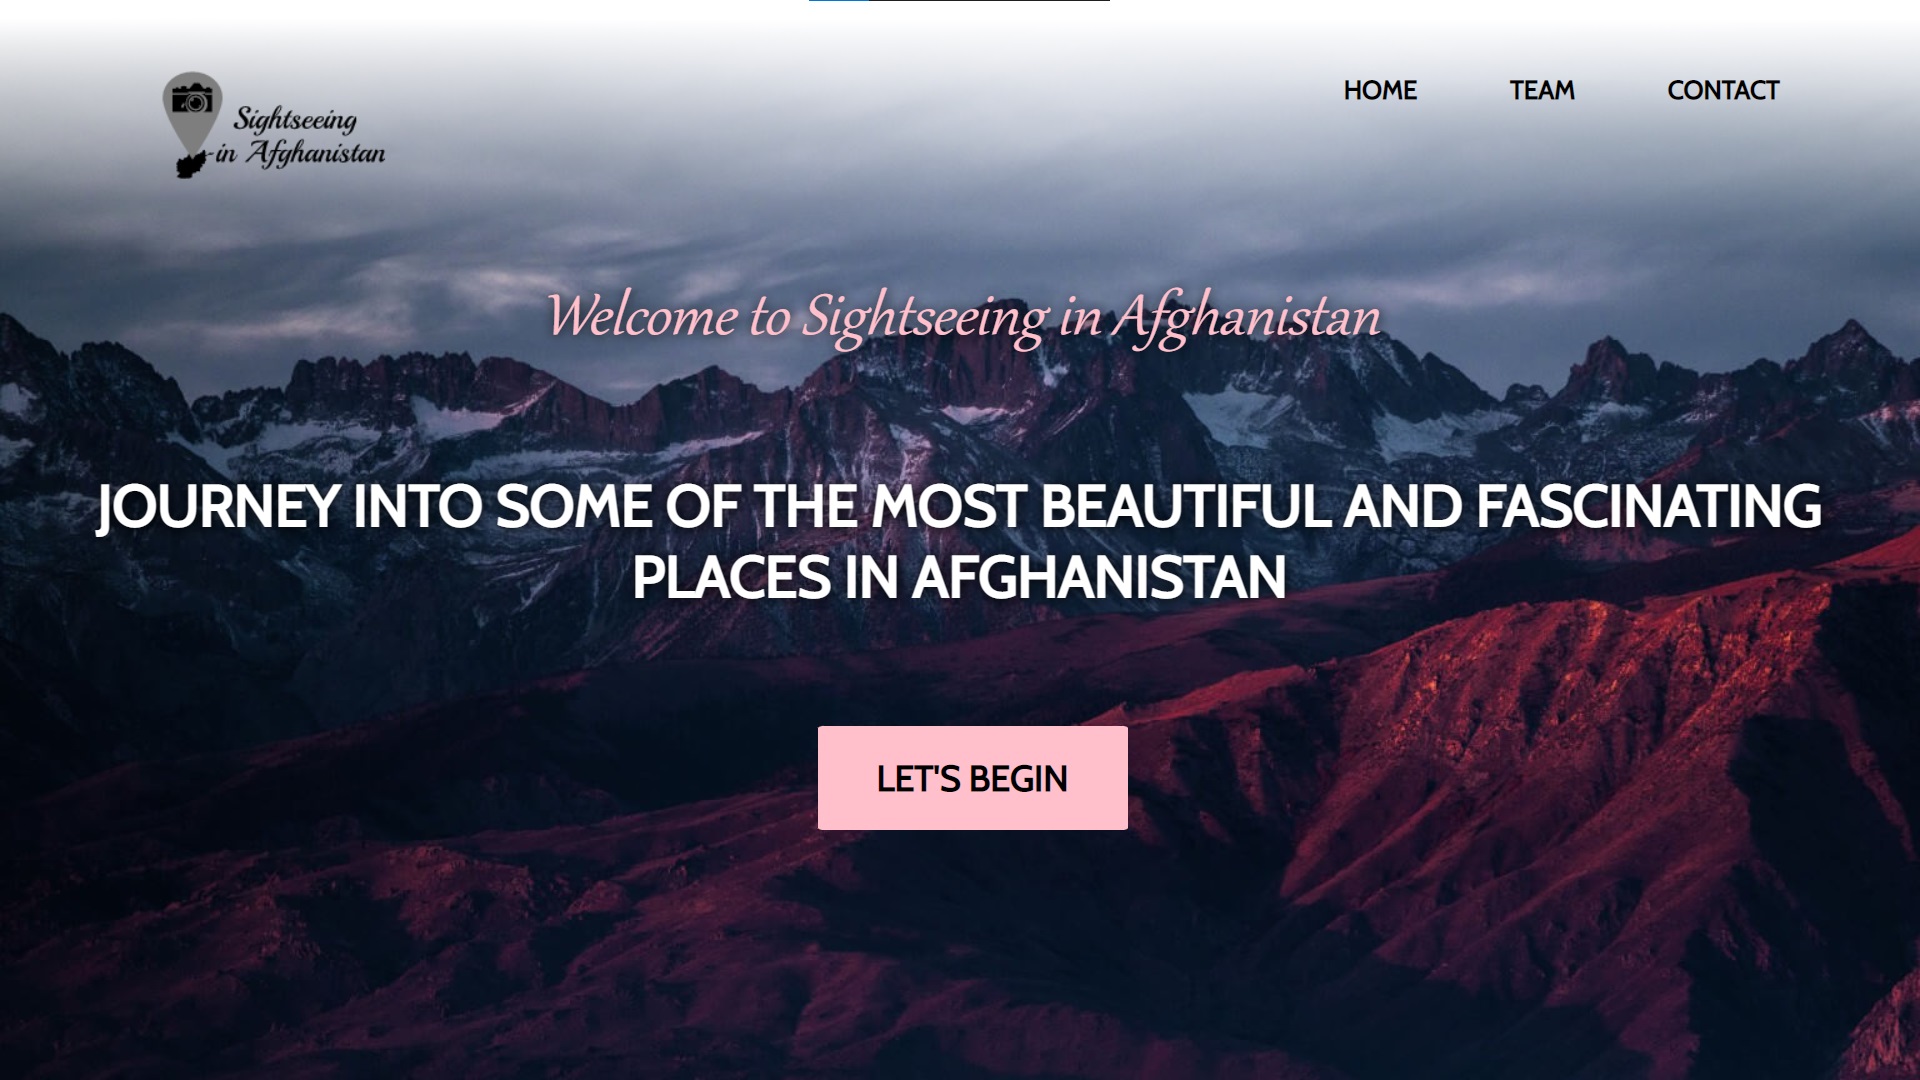 Sightseeing
in Afghanistan
HOME TEAM CONTACT
Welcome to Sightseeing in Afghanistan
JOURNEY INTO SOME OF THE MOST BEAUTIFUL AND FASCINATING
PLACES IN AFGHANISTAN
LET'S BEGIN